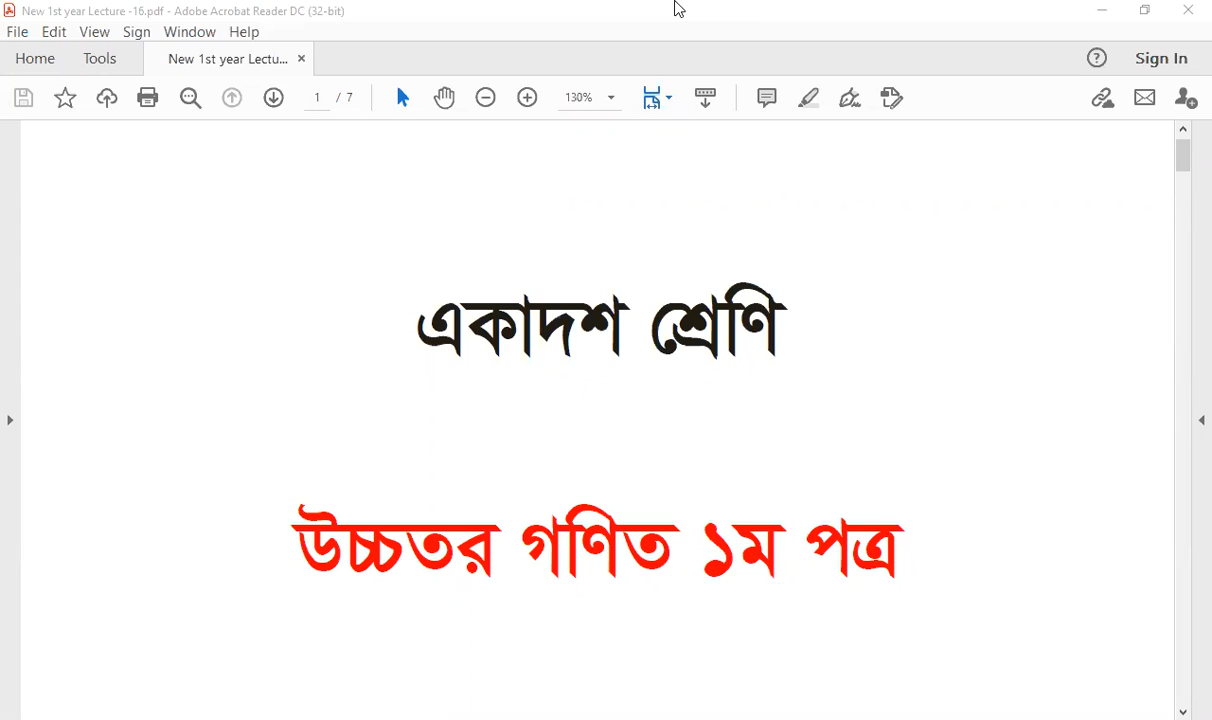 New 1st year Lecture -16.pdf - Adobe Acrobat Reader DC (32-bit)
File Edit View Sign Window Help
Home Tools New 1st year Lectu... × Sign In
1 / 7 130%
একাদশ শ্রেণি
উচ্চতর গণিত ১ম পত্র